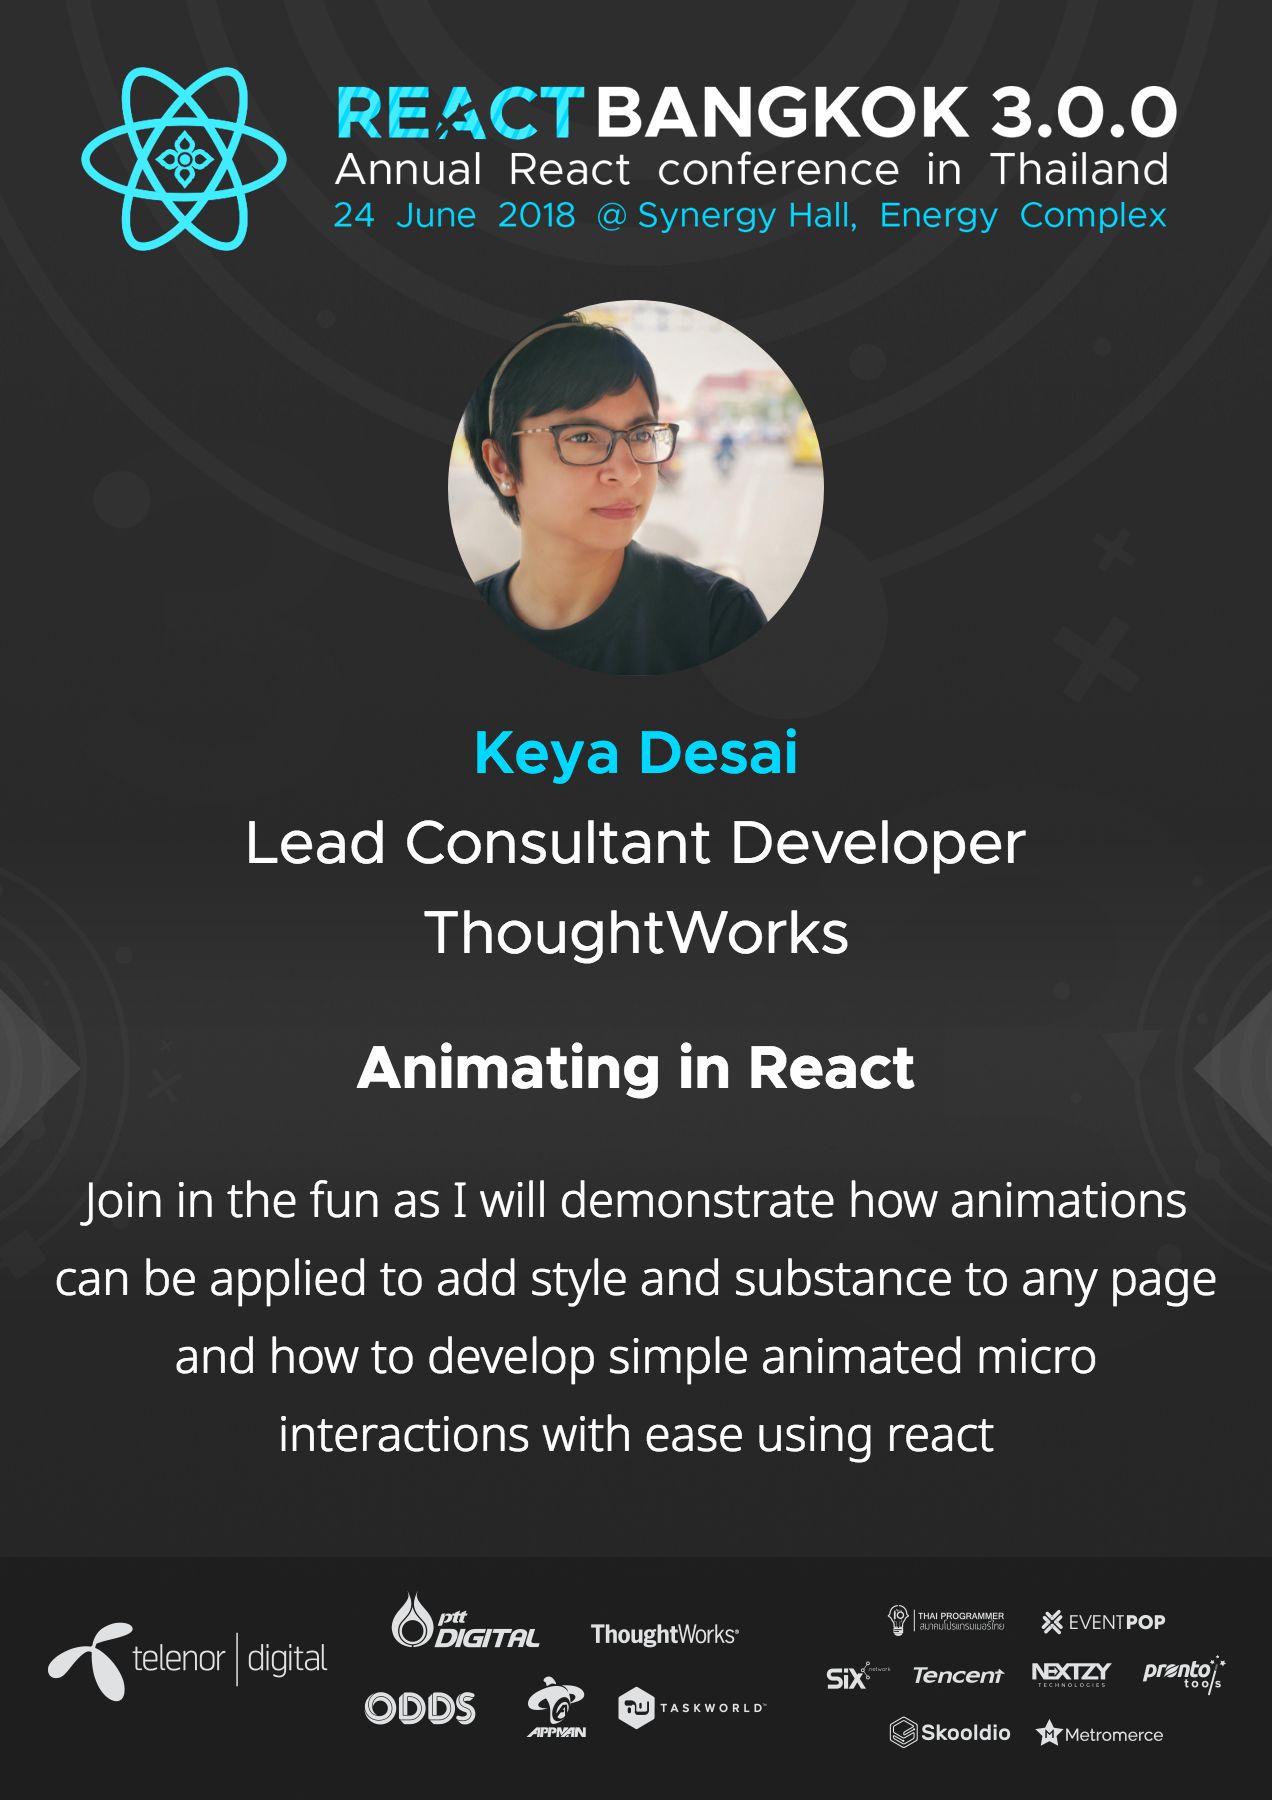 REACT BANGKOK 3.0.0
Annual React conference in Thailand
24 June 2018 @ Synergy Hall, Energy Complex
Keya Desai
Lead Consultant Developer
ThoughtWorks
Animating in React
Join in the fun as I will demonstrate how animations
can be applied to add style and substance to any page
and how to develop simple animated micro
interactions with ease using react
telenor | digital
ptt
DIGITAL
ThoughtWorks®
ODDS
APPMAN
TASKWORLD™
THAI PROGRAMMER
สมาคมโปรแกรมเมอร์ไทย
EVENTPOP
SIX network
Tencent
NEXTZY
TECHNOLOGIES
pronto
tools
Skooldio
M Metromerce